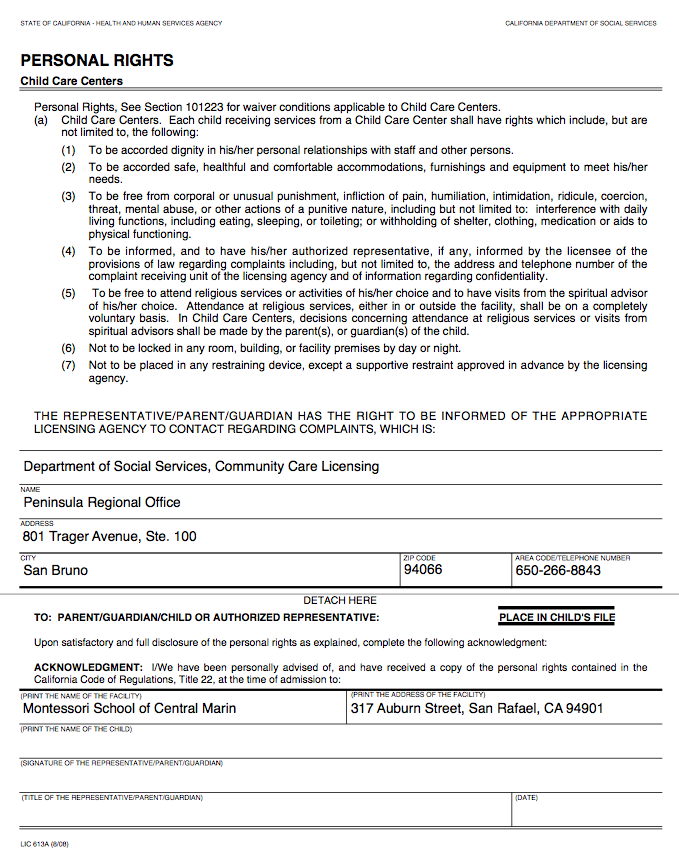 STATE OF CALIFORNIA - HEALTH AND HUMAN SERVICES AGENCY
CALIFORNIA DEPARTMENT OF SOCIAL SERVICES
PERSONAL RIGHTS
Child Care Centers
Personal Rights, See Section 101223 for waiver conditions applicable to Child Care Centers.
(a) Child Care Centers. Each child receiving services from a Child Care Center shall have rights which include, but are
not limited to, the following:
(1) To be accorded dignity in his/her personal relationships with staff and other persons.
(2) To be accorded safe, healthful and comfortable accommodations, furnishings and equipment to meet his/her
needs.
(3) To be free from corporal or unusual punishment, infliction of pain, humiliation, intimidation, ridicule, coercion,
threat, mental abuse, or other actions of a punitive nature, including but not limited to: interference with daily
living functions, including eating, sleeping, or toileting; or withholding of shelter, clothing, medication or aids to
physical functioning.
(4) To be informed, and to have his/her authorized representative, if any, informed by the licensee of the
provisions of law regarding complaints including, but not limited to, the address and telephone number of the
complaint receiving unit of the licensing agency and of information regarding confidentiality.
(5) To be free to attend religious services or activities of his/her choice and to have visits from the spiritual advisor
of his/her choice. Attendance at religious services, either in or outside the facility, shall be on a completely
voluntary basis. In Child Care Centers, decisions concerning attendance at religious services or visits from
spiritual advisors shall be made by the parent(s), or guardian(s) of the child.
(6) Not to be locked in any room, building, or facility premises by day or night.
(7) Not to be placed in any restraining device, except a supportive restraint approved in advance by the licensing
agency.
THE REPRESENTATIVE/PARENT/GUARDIAN HAS THE RIGHT TO BE INFORMED OF THE APPROPRIATE
LICENSING AGENCY TO CONTACT REGARDING COMPLAINTS, WHICH IS:
Department of Social Services, Community Care Licensing
NAME
Peninsula Regional Office
ADDRESS
801 Trager Avenue, Ste. 100
CITY
ZIP CODE
AREA CODE/TELEPHONE NUMBER
San Bruno
94066
650-266-8843
DETACH HERE
TO: PARENT/GUARDIAN/CHILD OR AUTHORIZED REPRESENTATIVE:
PLACE IN CHILD'S FILE
Upon satisfactory and full disclosure of the personal rights as explained, complete the following acknowledgment:
ACKNOWLEDGMENT: I/We have been personally advised of, and have received a copy of the personal rights contained in the
California Code of Regulations, Title 22, at the time of admission to:
(PRINT THE NAME OF THE FACILITY)
(PRINT THE ADDRESS OF THE FACILITY)
Montessori School of Central Marin
317 Auburn Street, San Rafael, CA 94901
(PRINT THE NAME OF THE CHILD)
(SIGNATURE OF THE REPRESENTATIVE/PARENT/GUARDIAN)
(TITLE OF THE REPRESENTATIVE/PARENT/GUARDIAN)
(DATE)
LIC 613A (8/08)